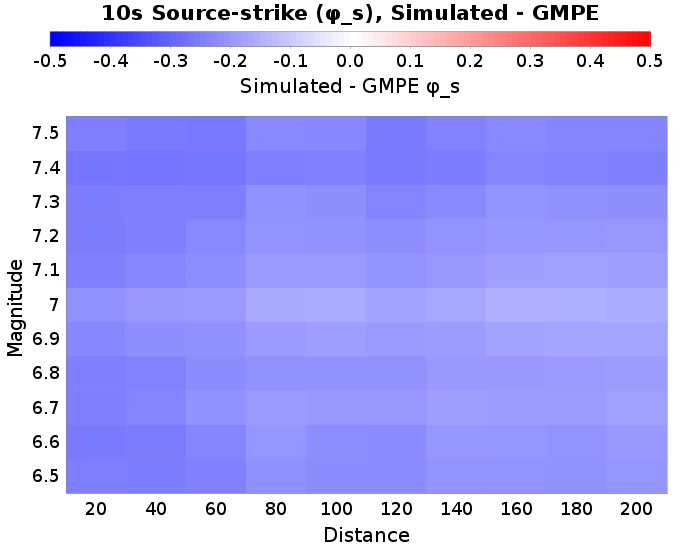 10s Source-strike (φ_s), Simulated - GMPE
-0.5 -0.4 -0.3 -0.2 -0.1 0.0 0.1 0.2 0.3 0.4 0.5
Simulated - GMPE φ_s
Magnitude
7.5
7.4
7.3
7.2
7.1
7
6.9
6.8
6.7
6.6
6.5
20 40 60 80 100 120 140 160 180 200
Distance